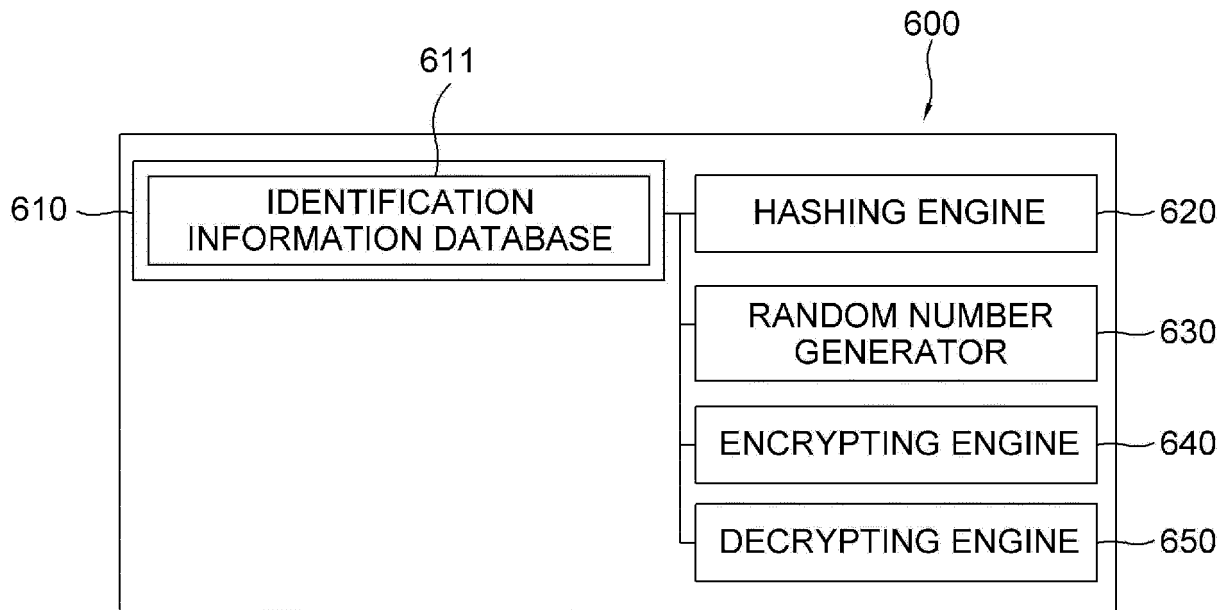 600
611
610
IDENTIFICATION
INFORMATION DATABASE
HASHING ENGINE
620
RANDOM NUMBER
GENERATOR
630
ENCRYPTING ENGINE
640
DECRYPTING ENGINE
650